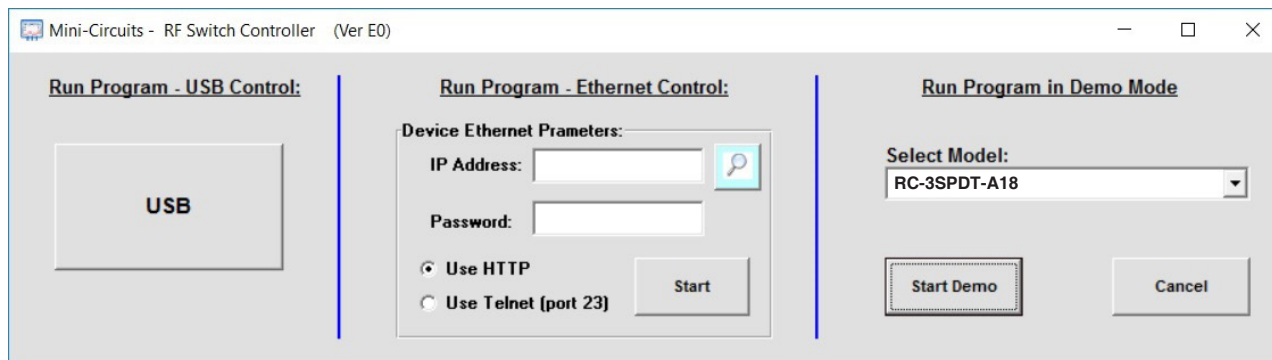 Mini-Circuits - RF Switch Controller (Ver E0)
Run Program - USB Control:
USB
Run Program - Ethernet Control:
Device Ethernet Prameters:
IP Address:
Password:
Use HTTP
Use Telnet (port 23)
Start
Run Program in Demo Mode
Select Model:
RC-3SPDT-A18
Start Demo
Cancel